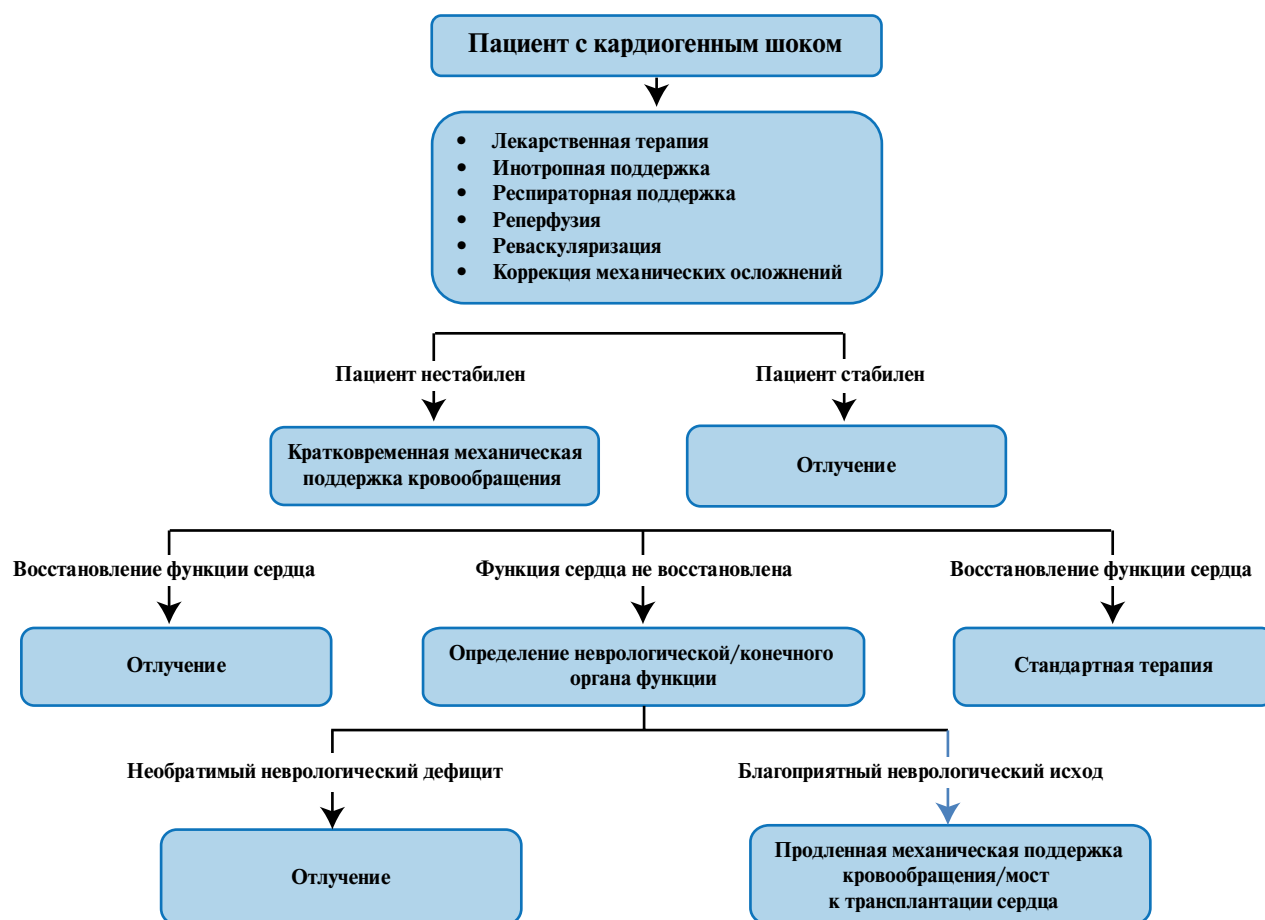 Пациент с кардиогенным шоком
• Лекарственная терапия
• Инотропная поддержка
• Респираторная поддержка
• Реперфузия
• Реваскуляризация
• Коррекция механических осложнений
Пациент нестабилен
Пациент стабилен
Кратковременная механическая
поддержка кровообращения
Отлучение
Восстановление функции сердца
Функция сердца не восстановлена
Восстановление функции сердца
Отлучение
Определение неврологической/конечного
органа функции
Стандартная терапия
Необратимый неврологический дефицит
Благоприятный неврологический исход
Отлучение
Продленная механическая поддержка
кровообращения/мост
к трансплантации сердца